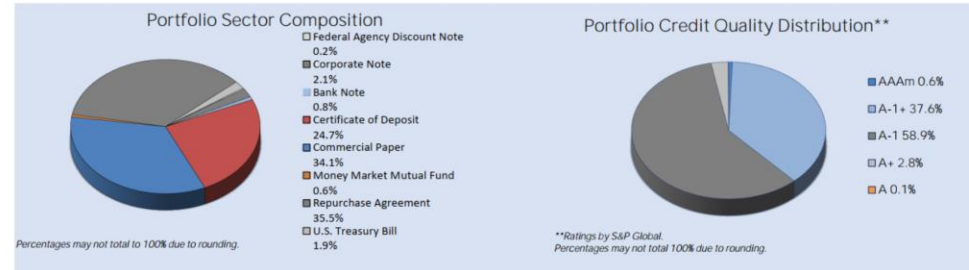 Portfolio Sector Composition
Federal Agency Discount Note
0.2%
Corporate Note
2.1%
Bank Note
0.8%
Certificate of Deposit
24.7%
Commercial Paper
34.1%
Money Market Mutual Fund
0.6%
Repurchase Agreement
35.5%
U.S. Treasury Bill
1.9%
Percentages may not total to 100% due to rounding.
Portfolio Credit Quality Distribution**
AAAm 0.6%
A-1+ 37.6%
A-1 58.9%
A+ 2.8%
A 0.1%
**Ratings by S&P Global.
Percentages may not total 100% due to rounding.